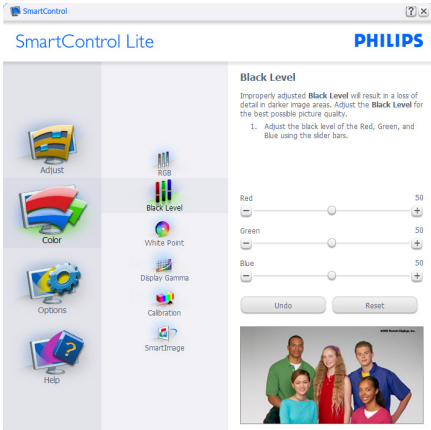 SmartControl
SmartControl Lite
PHILIPS
Adjust
Color
Options
Help
RGB
Black Level
White Point
Display Gamma
Calibration
SmartImage
Black Level
Improperly adjusted Black Level will result in a loss of
detail in darker image areas. Adjust the Black Level for
the best possible picture quality.
1. Adjust the black level of the Red, Green, and
Blue using the slider bars.
Red 50
Green 50
Blue 50
Undo Reset